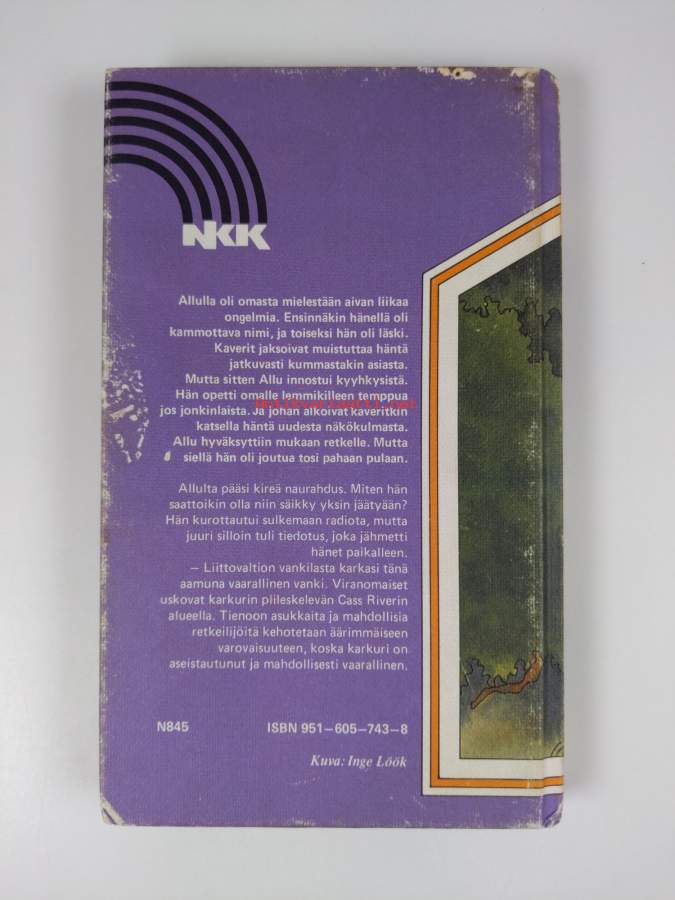 NKK
Allulla oli omasta mielestään aivan liikaa
ongelmia. Ensinnäkin hänellä oli
kammottava nimi, ja toiseksi hän oli läski.
Kaverit jaksoivat muistuttaa häntä
jatkuvasti kummastakin asiasta.
Mutta sitten Allu innostui kyyhkysistä.
Hän opetti omalle lemmikilleen temppua
jos jonkinlaista. Ja johan alkoivat kaveritkin
katsella häntä uudesta näkökulmasta.
Allu hyväksyttiin mukaan retkelle. Mutta
siellä hän oli joutua tosi pahaan pulaan.
Allulta pääsi kireä naurahdus. Miten hän
saattoikin olla niin säikky yksin jäätyään?
Hän kurottautui sulkemaan radiota, mutta
juuri silloin tuli tiedotus, joka jähmetti
hänet paikalleen.
— Liittovaltion vankilasta karkasi tänä
aamuna vaarallinen vanki. Viranomaiset
uskovat karkurin plileskelevän Cass Riverin
alueella. Tienoon asukkaita ja mahdollisia
retkeilijöitä kehotetaan äärimmäiseen
varovaisuuteen, koska karkuri on
aseistautunut ja mahdollisesti vaarallinen.
N845 ISBN 951—605—743—8
Kuva: Inge Löök